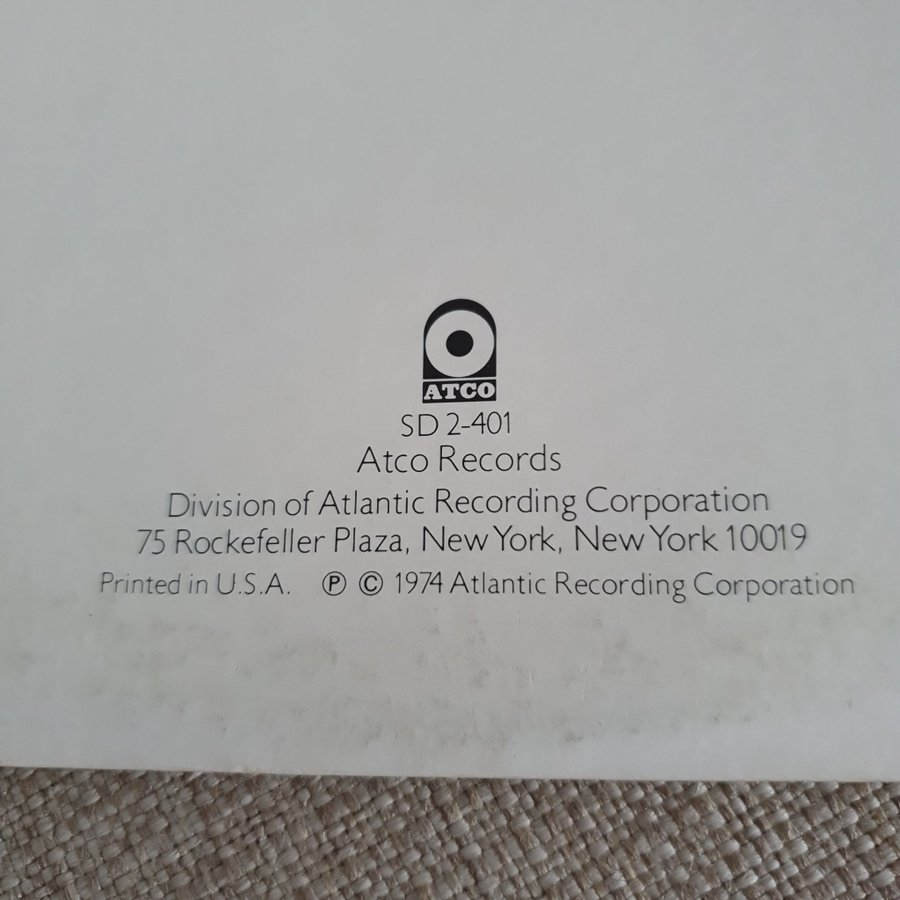 ATCO
SD 2-401
Atco Records
Division of Atlantic Recording Corporation
75 Rockefeller Plaza, New York, New York 10019
Printed in U.S.A. ℗ © 1974 Atlantic Recording Corporation